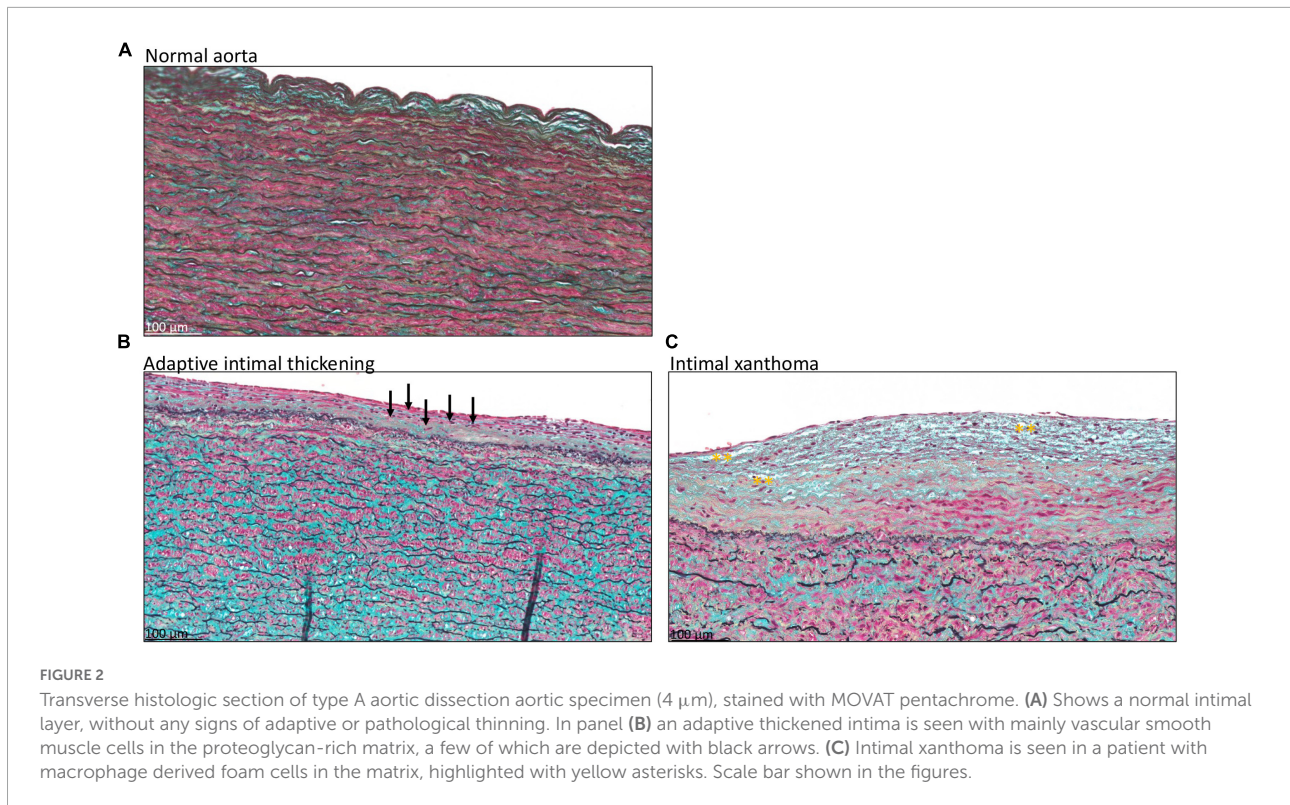 A Normal aorta
100 µm
B Adaptive intimal thickening
100 µm
C Intimal xanthoma
100 µm
FIGURE 2
Transverse histologic section of type A aortic dissection aortic specimen (4 µm), stained with MOVAT pentachrome. (A) Shows a normal intimal
layer, without any signs of adaptive or pathological thinning. In panel (B) an adaptive thickened intima is seen with mainly vascular smooth
muscle cells in the proteoglycan-rich matrix, a few of which are depicted with black arrows. (C) Intimal xanthoma is seen in a patient with
macrophage derived foam cells in the matrix, highlighted with yellow asterisks. Scale bar shown in the figures.